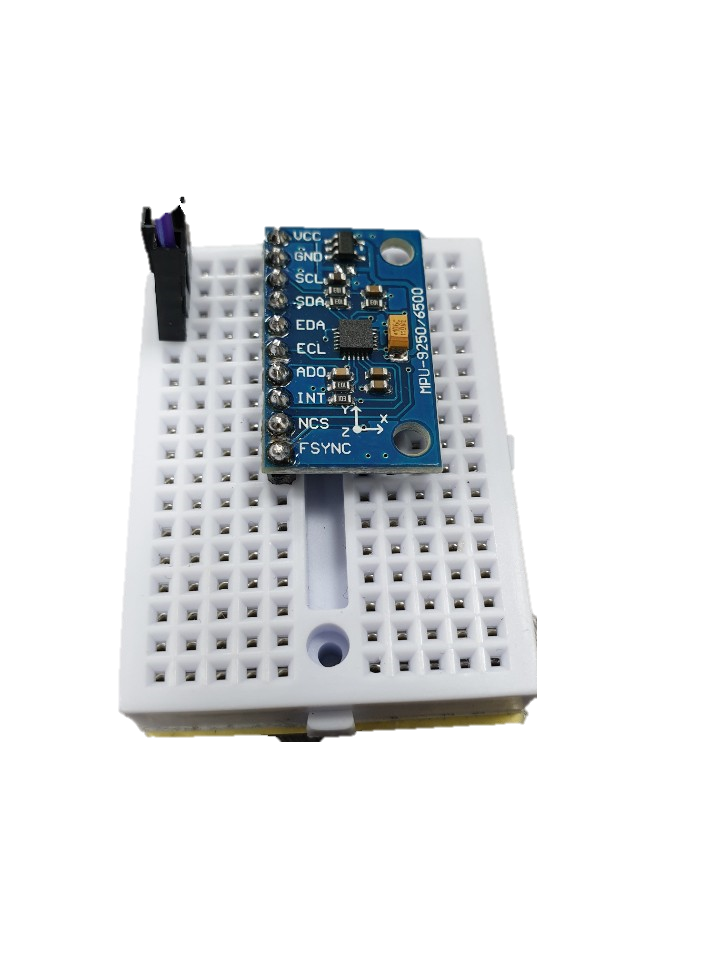 VCC
GND
SCL
SDA
EDA
ECL
ADO
INT
NCS
FSYNC
MPU-9250/6500
Y
X
Z